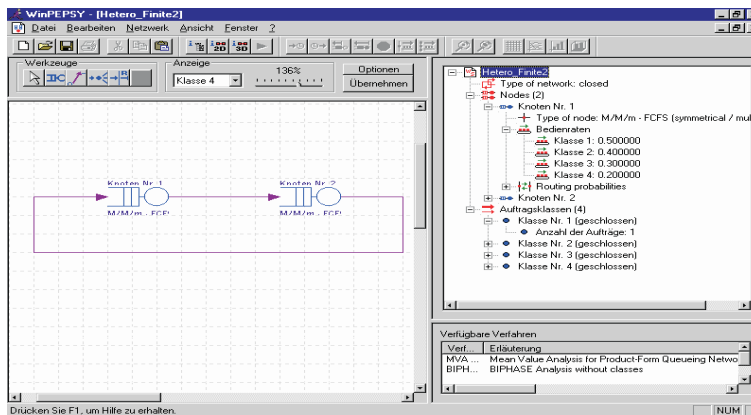 WinPEPSY - [Hetero_Finite2]
Datei Bearbeiten Netzwerk Ansicht Fenster ?
2D 3D
Werkzeuge
Anzeige
Klasse 4
136%
Optionen
Übernehmen
Knoten Nr. 1
M/M/m - FCFS
Knoten Nr. 2
M/M/m - FCFS
Hetero_Finite2
Type of network: closed
Nodes (2)
Knoten Nr. 1
Type of node: M/M/m - FCFS (symmetrical / mul
Bedienraten
Klasse 1: 0.500000
Klasse 2: 0.400000
Klasse 3: 0.300000
Klasse 4: 0.200000
Routing probabilities
Knoten Nr. 2
Auftragsklassen (4)
Klasse Nr. 1 (geschlossen)
Anzahl der Aufträge: 1
Klasse Nr. 2 (geschlossen)
Klasse Nr. 3 (geschlossen)
Klasse Nr. 4 (geschlossen)
Verfügbare Verfahren
Verf... Erläuterung
MVA ... Mean Value Analysis for Product-Form Queueing Netwo
BIPH... BIPHASE Analysis without classes
Drücken Sie F1, um Hilfe zu erhalten.
NUM